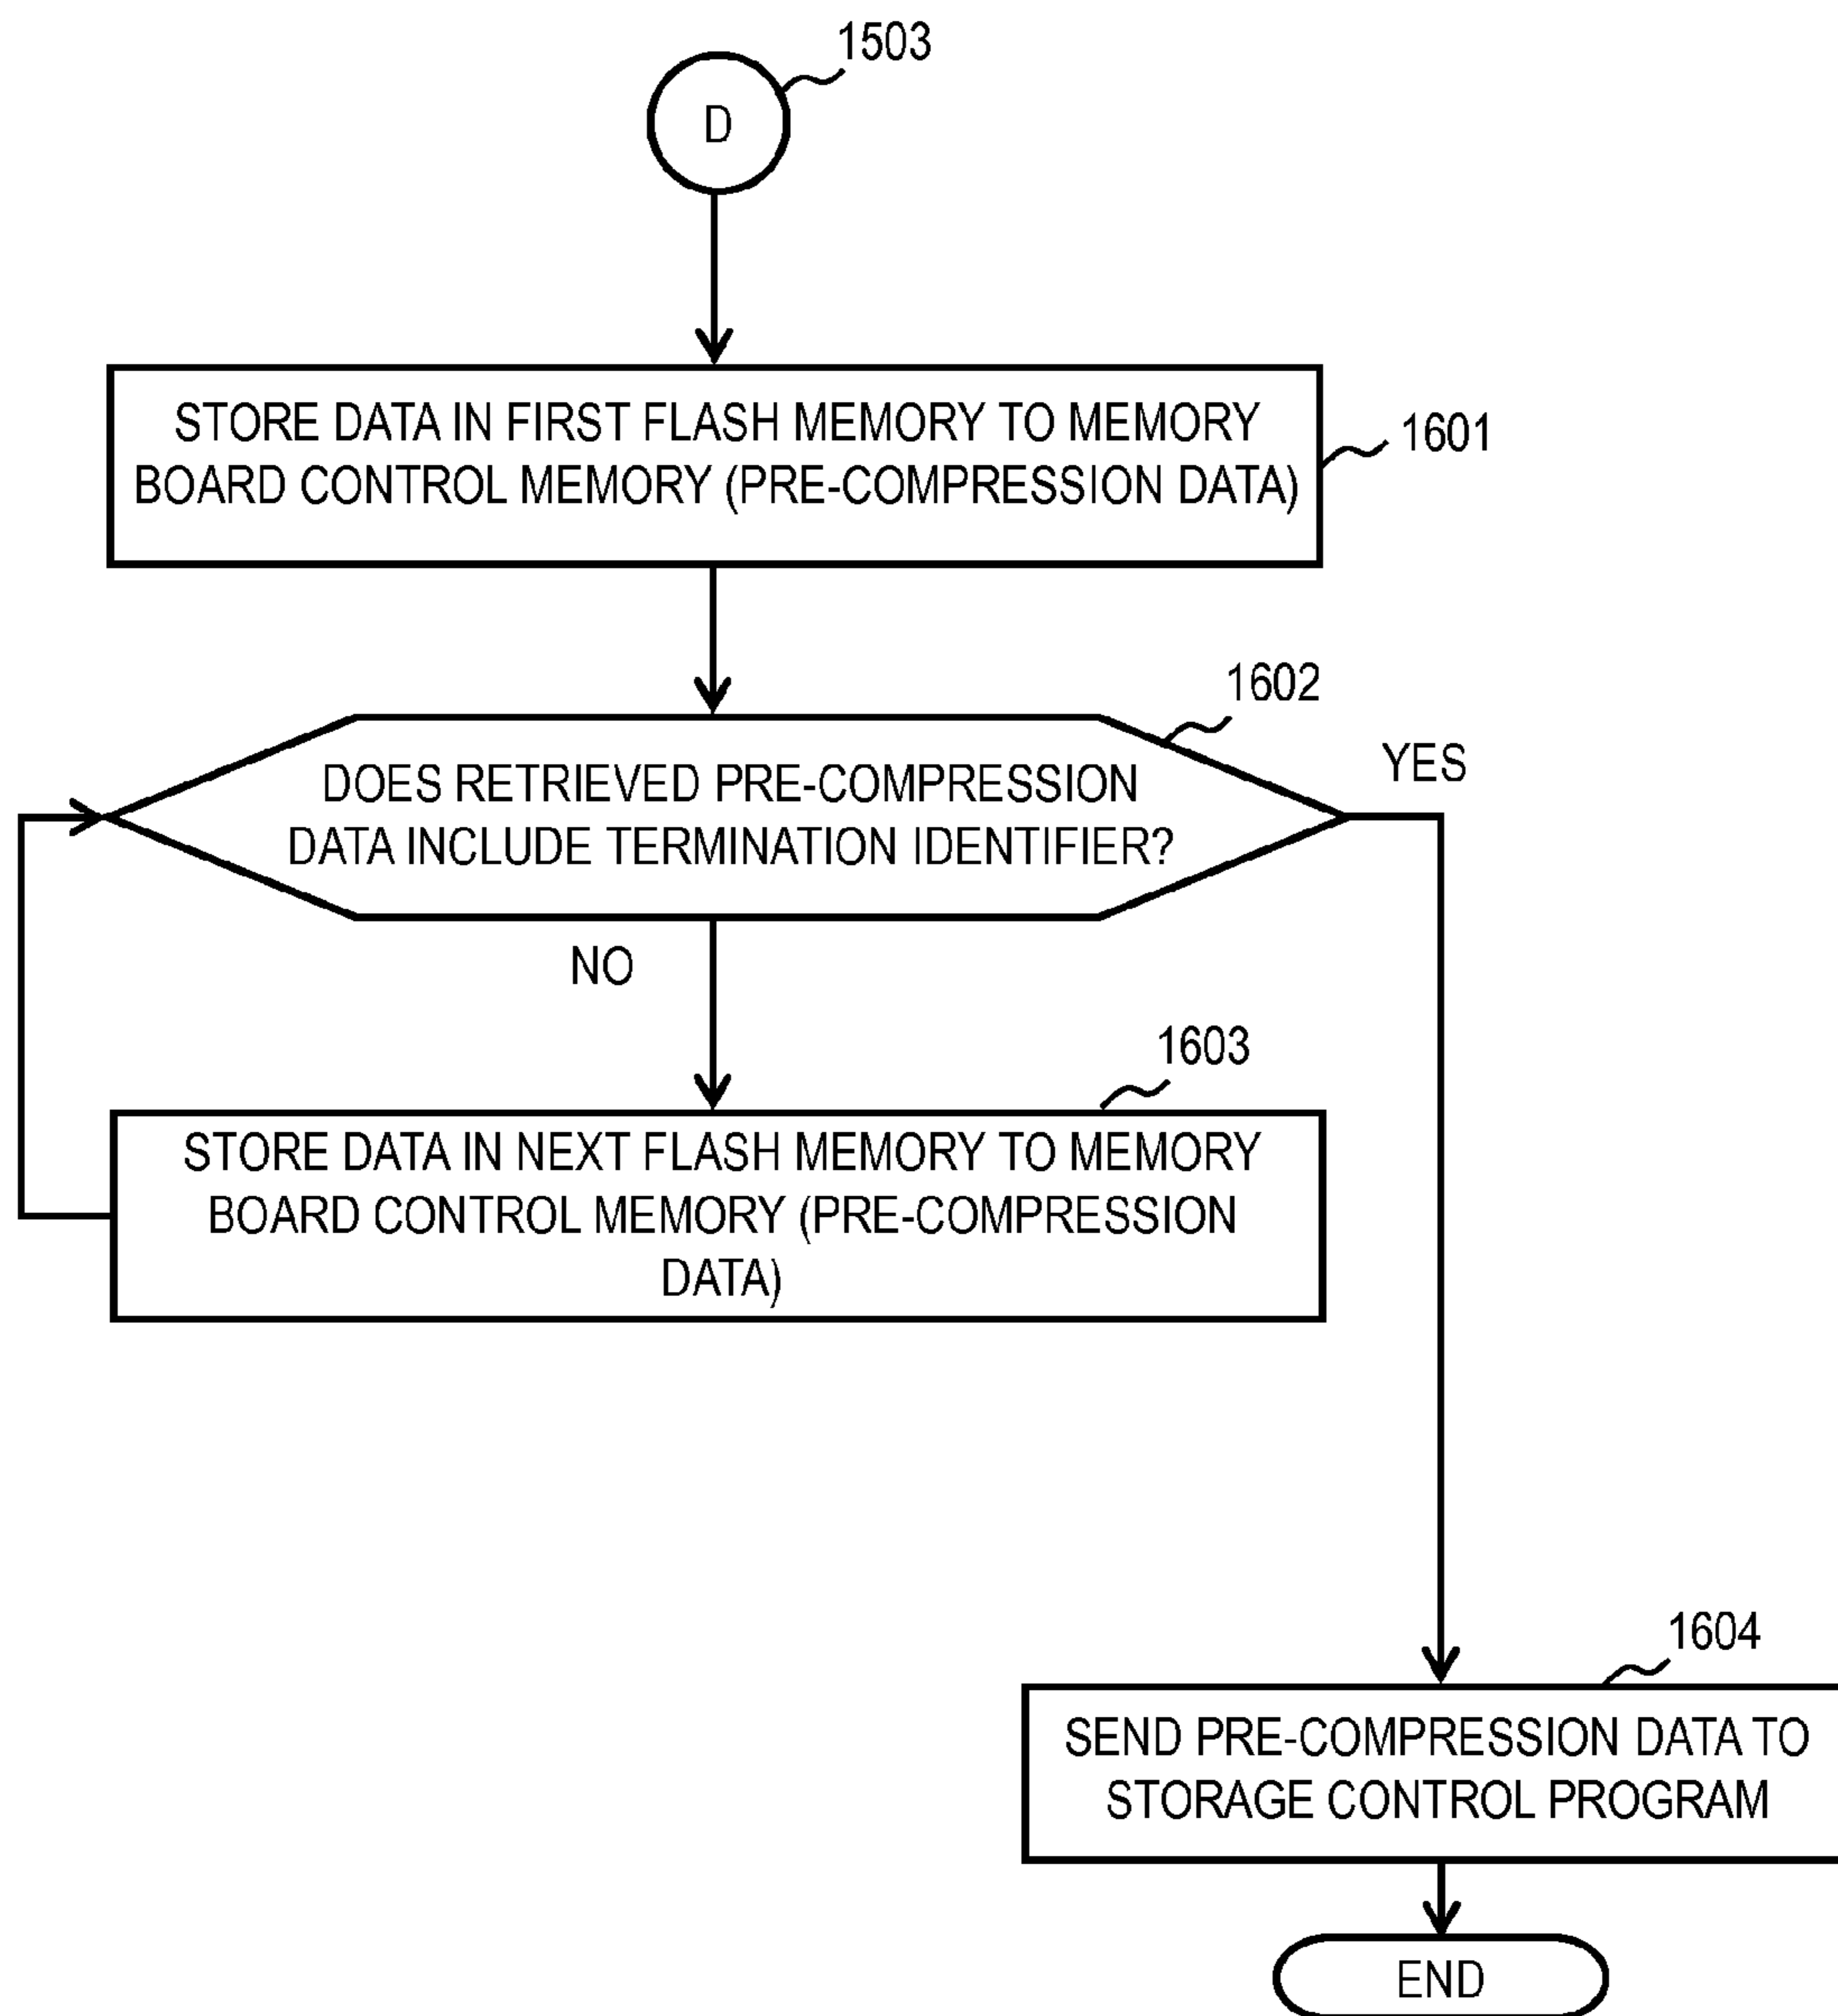 1503
D
STORE DATA IN FIRST FLASH MEMORY TO MEMORY
BOARD CONTROL MEMORY (PRE-COMPRESSION DATA)
1601
1602
YES
DOES RETRIEVED PRE-COMPRESSION
DATA INCLUDE TERMINATION IDENTIFIER?
NO
1603
STORE DATA IN NEXT FLASH MEMORY TO MEMORY
BOARD CONTROL MEMORY (PRE-COMPRESSION
DATA)
1604
SEND PRE-COMPRESSION DATA TO
STORAGE CONTROL PROGRAM
END